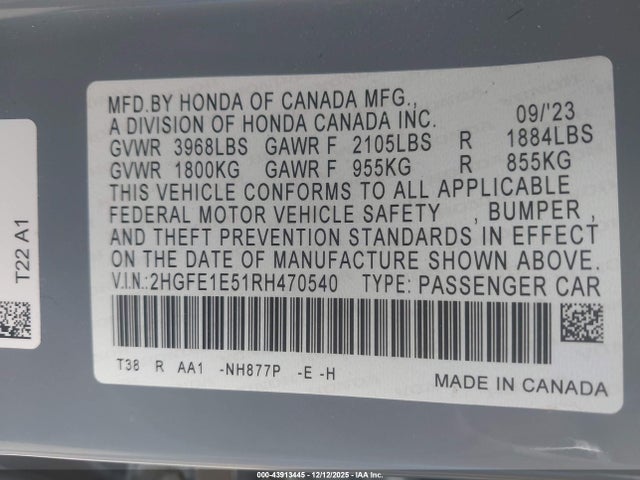 MFD.BY HONDA OF CANADA MFG.,
A DIVISION OF HONDA CANADA INC. 09/'23
GVWR 3968LBS GAWR F 2105LBS R 1884LBS
GVWR 1800KG GAWR F 955KG R 855KG
THIS VEHICLE CONFORMS TO ALL APPLICABLE
FEDERAL MOTOR VEHICLE SAFETY , BUMPER ,
AND THEFT PREVENTION STANDARDS IN EFFECT
ON THE DATE OF MANUFACTURE SHOWN ABOVE.
V.I.N.:2HGFE1E51RH470540 TYPE: PASSENGER CAR
T38 R AA1 -NH877P -E -H
MADE IN CANADA
T22 A1
000-43913445 - 12/12/2025 - IAA Inc.